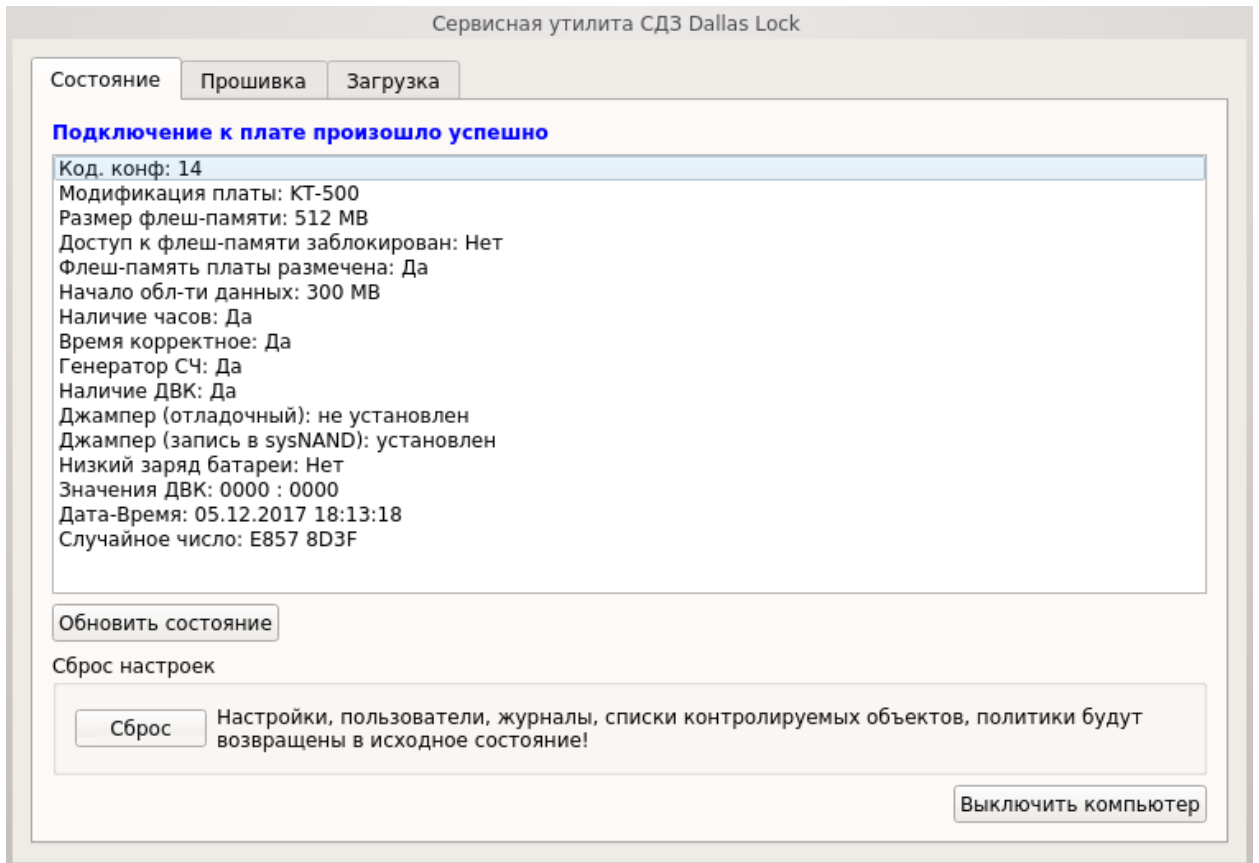 Сервисная утилита СДЗ Dallas Lock
Состояние
Прошивка
Загрузка
Подключение к плате произошло успешно
Код. конф: 14
Модификация платы: KT-500
Размер флеш-памяти: 512 MB
Доступ к флеш-памяти заблокирован: Нет
Флеш-память платы размечена: Да
Начало обл-ти данных: 300 MB
Наличие часов: Да
Время корректное: Да
Генератор СЧ: Да
Наличие ДВК: Да
Джампер (отладочный): не установлен
Джампер (запись в sysNAND): установлен
Низкий заряд батареи: Нет
Значения ДВК: 0000 : 0000
Дата-Время: 05.12.2017 18:13:18
Случайное число: E857 8D3F
Обновить состояние
Сброс настроек
Сброс
Настройки, пользователи, журналы, списки контролируемых объектов, политики будут
возвращены в исходное состояние!
Выключить компьютер